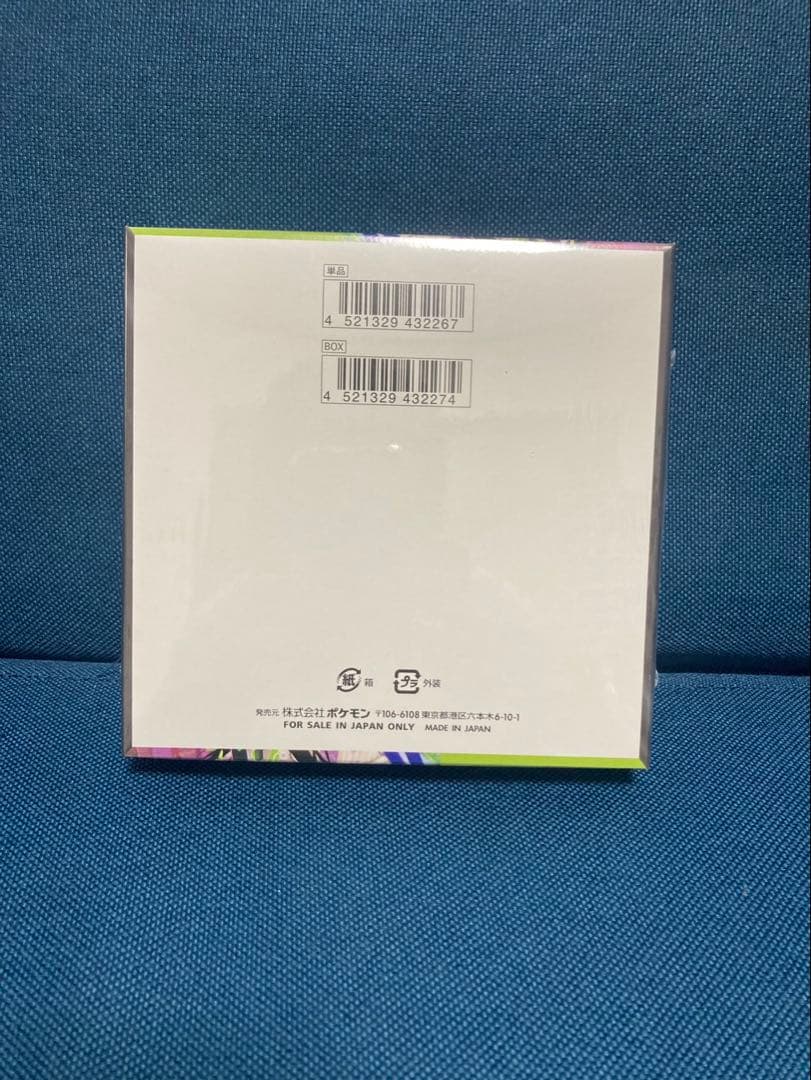 単品
4 521329 432267
BOX
4 521329 432274
紙 箱 プラ 外装
発売元 株式会社ポケモン 〒106-6108 東京都港区六本木6-10-1
FOR SALE IN JAPAN ONLY MADE IN JAPAN